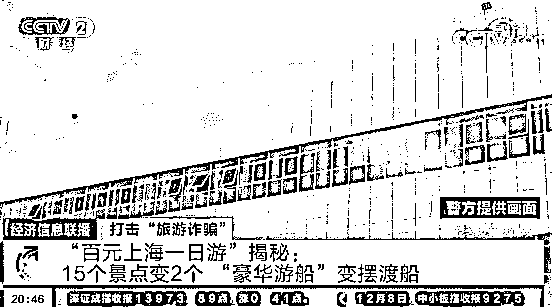 CCTV 2
财经
警方提供画面
经济信息联播 打击“旅游诈骗”
“百元上海一日游”揭秘：
15个景点变2个 “豪华游船”变摆渡船
20:46 深证成指收报13973.89点，涨0.41点。 12月8日，中小板指收报9275